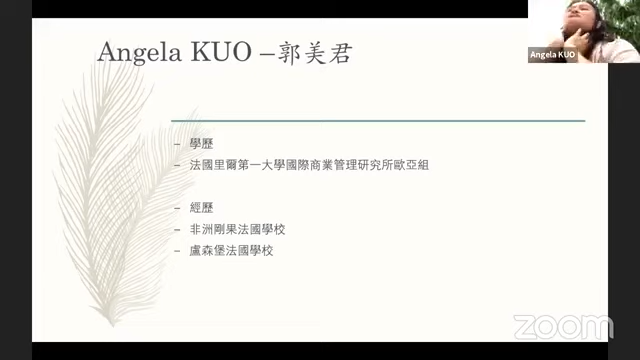 Angela KUO
Angela KUO –郭美君
– 學歷
– 法國里爾第一大學國際商業管理研究所歐亞組
– 經歷
– 非洲剛果法國學校
– 盧森堡法國學校
zoom